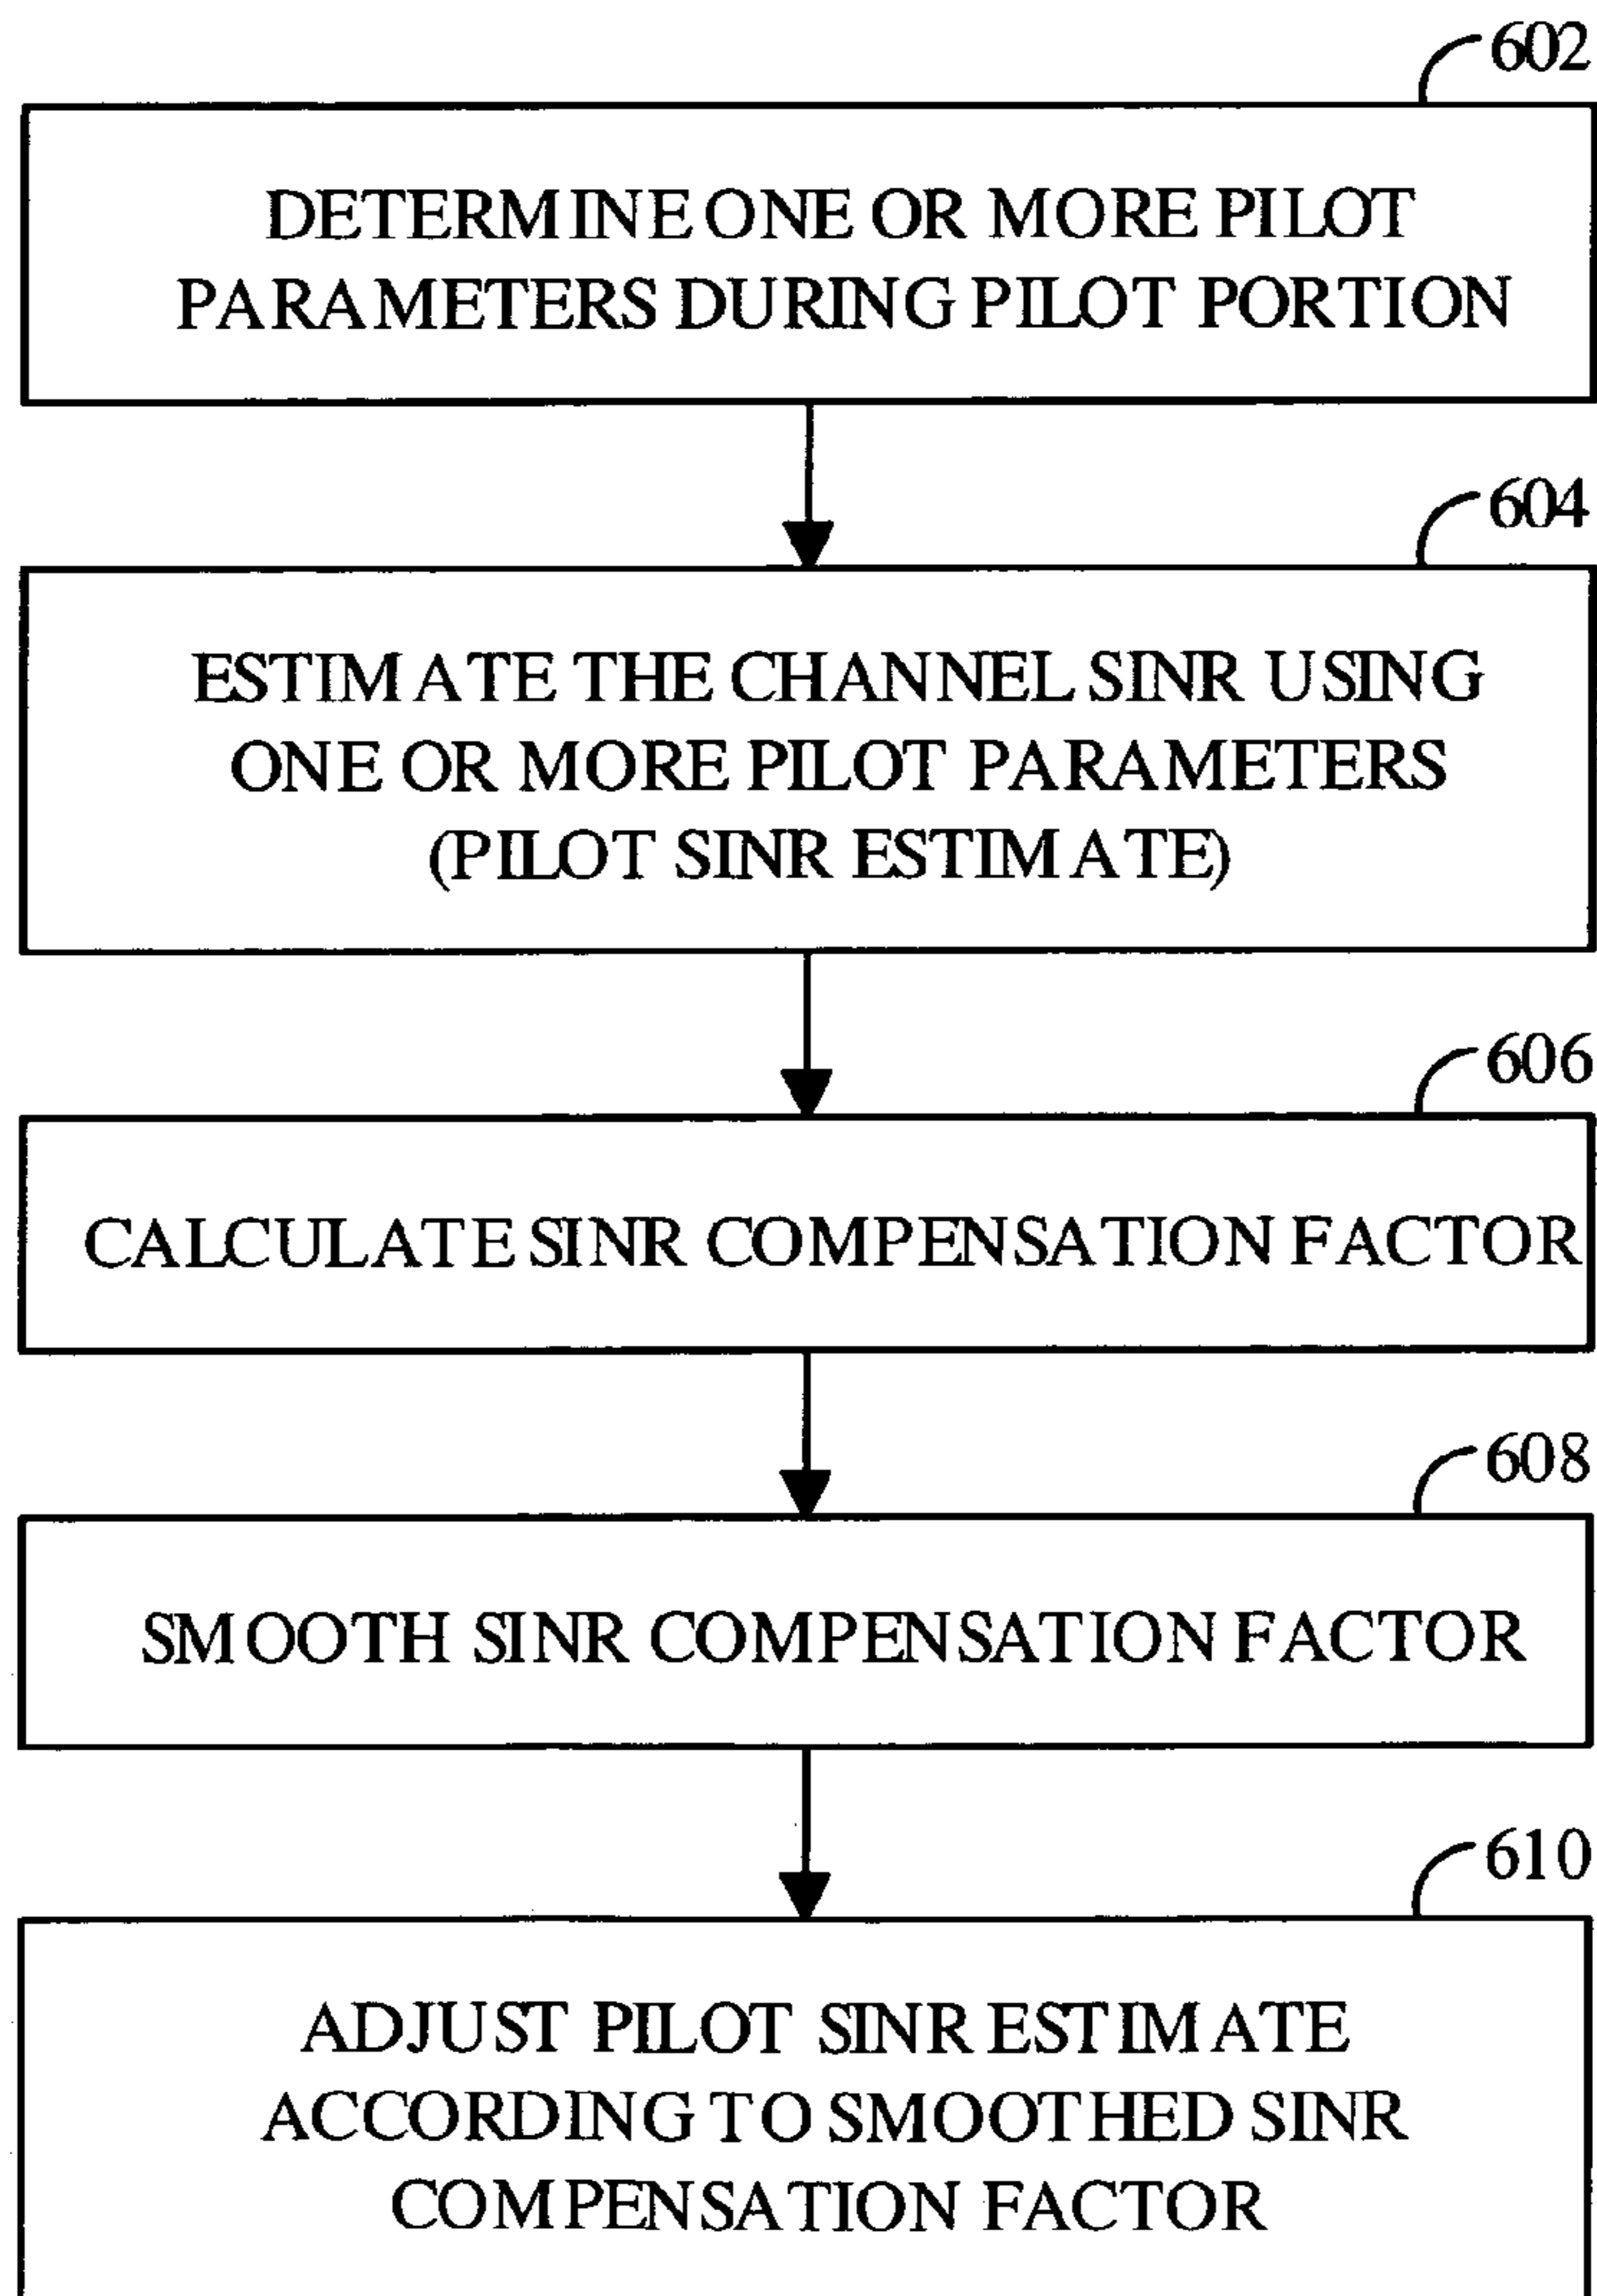 602
DETERMINE ONE OR MORE PILOT
PARAMETERS DURING PILOT PORTION
604
ESTIMATE THE CHANNEL SINR USING
ONE OR MORE PILOT PARAMETERS
(PILOT SINR ESTIMATE)
606
CALCULATE SINR COMPENSATION FACTOR
608
SMOOTH SINR COMPENSATION FACTOR
610
ADJUST PILOT SINR ESTIMATE
ACCORDING TO SMOOTHED SINR
COMPENSATION FACTOR